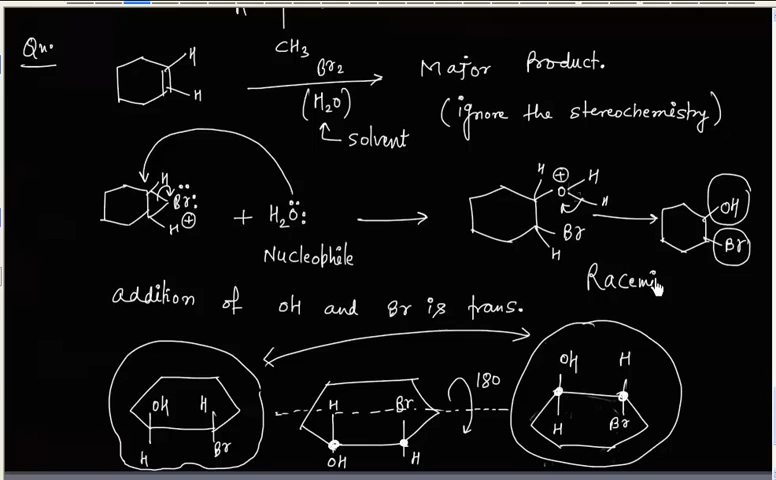 CH3
Qn:
H
H
Br2
(H2O)
solvent
Major Product.
(ignore the stereochemistry)
H
Br:
H
⊕
+ H2O:
Nucleophile
H
⊕
O
H
H
Br
H
OH
Br
Racemi
addition of OH and Br is trans.
OH
H
H
Br
H
Br
OH
H
180
OH
H
H
Br